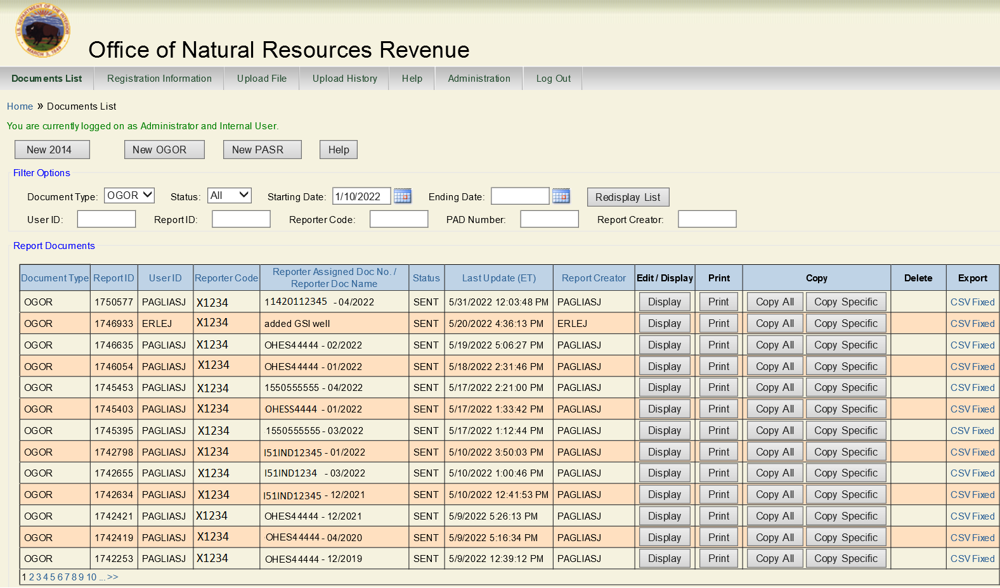 U.S. DEPARTMENT OF THE INTERIOR
MARCH 3, 1849
Office of Natural Resources Revenue
Documents List Registration Information Upload File Upload History Help Administration Log Out
Home » Documents List
You are currently logged on as Administrator and Internal User.
New 2014 New OGOR New PASR Help
Filter Options
Document Type: OGOR Status: All Starting Date: 1/10/2022 Ending Date: Redisplay List
User ID: Report ID: Reporter Code: PAD Number: Report Creator:
Report Documents
Document Type Report ID User ID Reporter Code Reporter Assigned Doc No. / Reporter Doc Name Status Last Update (ET) Report Creator Edit / Display Print Copy Delete Export
OGOR 1750577 PAGLIASJ X1234 11420112345 - 04/2022 SENT 5/31/2022 12:03:48 PM PAGLIASJ Display Print Copy All Copy Specific CSV Fixed
OGOR 1746933 ERLEJ X1234 added GSI well SENT 5/20/2022 4:36:13 PM ERLEJ Display Print Copy All Copy Specific CSV Fixed
OGOR 1746635 PAGLIASJ X1234 OHES44444 - 02/2022 SENT 5/19/2022 5:06:27 PM PAGLIASJ Display Print Copy All Copy Specific CSV Fixed
OGOR 1746054 PAGLIASJ X1234 OHES44444 - 01/2022 SENT 5/18/2022 2:31:46 PM PAGLIASJ Display Print Copy All Copy Specific CSV Fixed
OGOR 1745453 PAGLIASJ X1234 1550555555 - 04/2022 SENT 5/17/2022 2:21:00 PM PAGLIASJ Display Print Copy All Copy Specific CSV Fixed
OGOR 1745403 PAGLIASJ X1234 OHESS4444 - 01/2022 SENT 5/17/2022 1:33:42 PM PAGLIASJ Display Print Copy All Copy Specific CSV Fixed
OGOR 1745395 PAGLIASJ X1234 1550555555 - 03/2022 SENT 5/17/2022 1:12:44 PM PAGLIASJ Display Print Copy All Copy Specific CSV Fixed
OGOR 1742798 PAGLIASJ X1234 I51IND12345 - 01/2022 SENT 5/10/2022 3:50:03 PM PAGLIASJ Display Print Copy All Copy Specific CSV Fixed
OGOR 1742655 PAGLIASJ X1234 I51IND1234 - 03/2022 SENT 5/10/2022 1:00:46 PM PAGLIASJ Display Print Copy All Copy Specific CSV Fixed
OGOR 1742634 PAGLIASJ X1234 I51IND12345 - 12/2021 SENT 5/10/2022 12:41:53 PM PAGLIASJ Display Print Copy All Copy Specific CSV Fixed
OGOR 1742421 PAGLIASJ X1234 OHES44444 - 12/2021 SENT 5/9/2022 5:26:13 PM PAGLIASJ Display Print Copy All Copy Specific CSV Fixed
OGOR 1742419 PAGLIASJ X1234 OHES44444 - 04/2020 SENT 5/9/2022 5:16:34 PM PAGLIASJ Display Print Copy All Copy Specific CSV Fixed
OGOR 1742253 PAGLIASJ X1234 OHES44444 - 12/2019 SENT 5/9/2022 12:39:12 PM PAGLIASJ Display Print Copy All Copy Specific CSV Fixed
1 2 3 4 5 6 7 8 9 10 ... >>